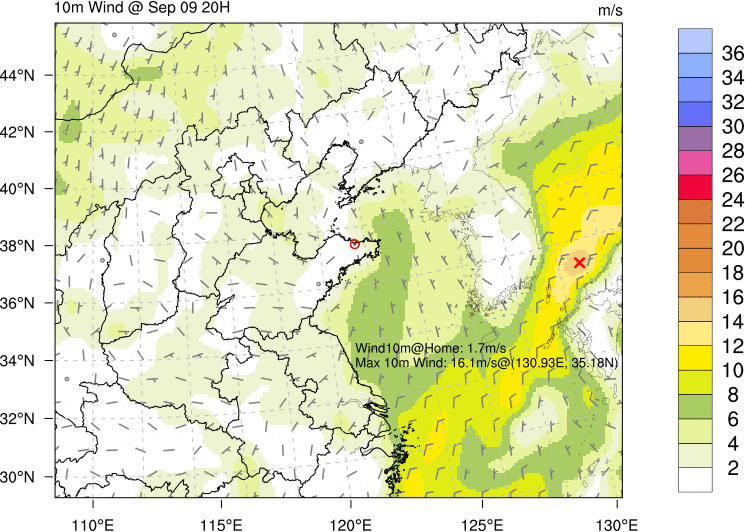 10m Wind @ Sep 09 20H
m/s
44°N
42°N
40°N
38°N
36°N
34°N
32°N
30°N
110°E
115°E
120°E
125°E
130°E
Wind10m@Home: 1.7m/s
Max 10m Wind: 16.1m/s@(130.93E, 35.18N)
36
34
32
30
28
26
24
22
20
18
16
14
12
10
8
6
4
2